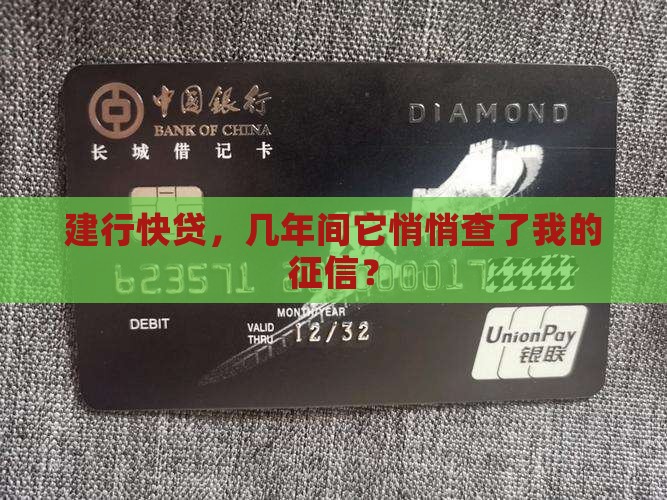 中国银行
BANK OF CHINA
DIAMOND
长城借记卡
建行快贷，几年间它悄悄查了我的
征信？
DEBIT
MONTH/YEAR
VALID
THRU
12/32
UnionPay
银联